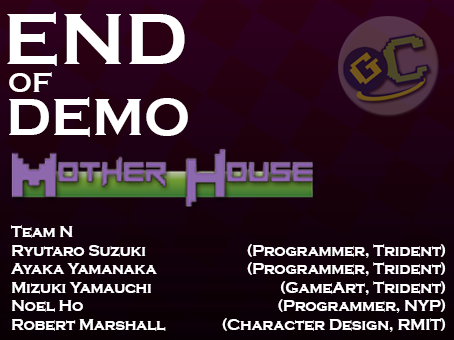 END
OF
DEMO
GC
MOTHER HOUSE
TEAM N
RYUTARO SUZUKI (PROGRAMMER, TRIDENT)
AYAKA YAMANAKA (PROGRAMMER, TRIDENT)
MIZUKI YAMAUCHI (GAMEART, TRIDENT)
NOEL HO (PROGRAMMER, NYP)
ROBERT MARSHALL (CHARACTER DESIGN, RMIT)